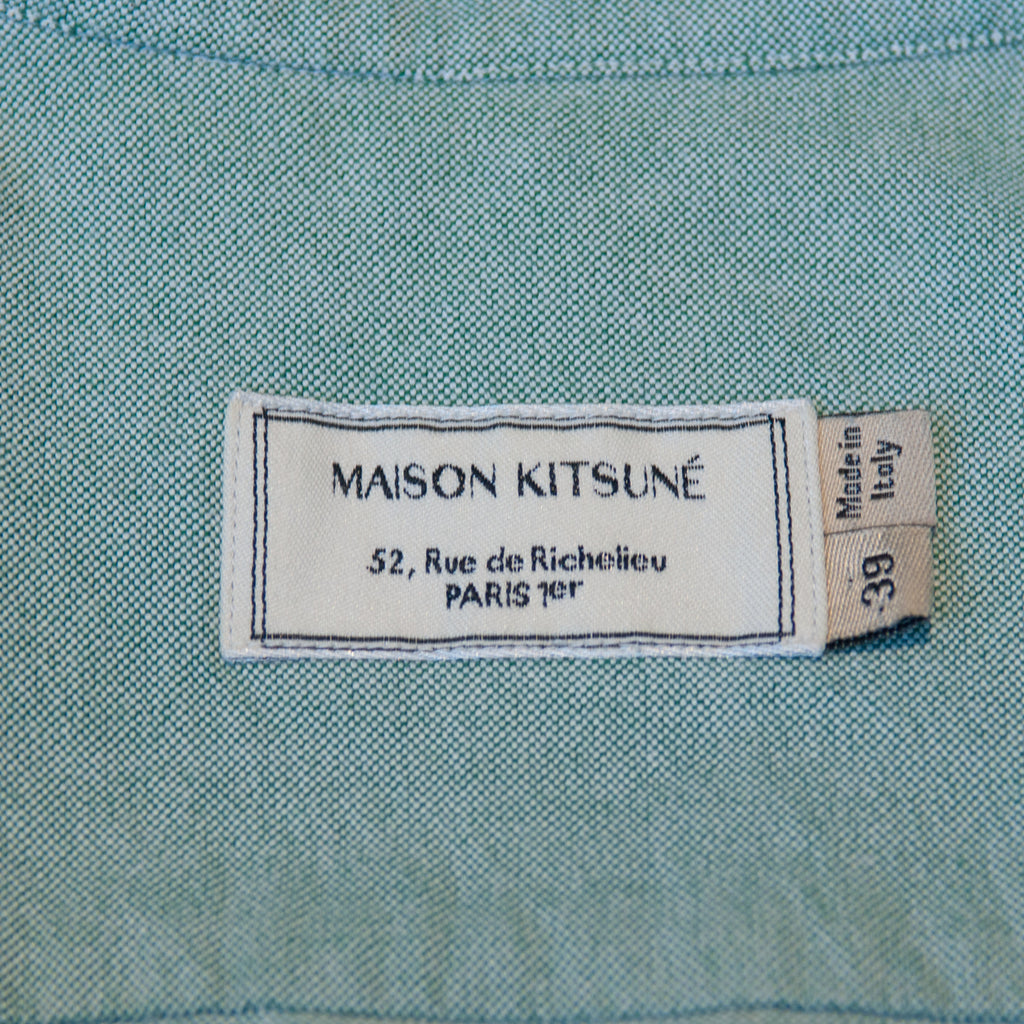 MAISON KITSUNÉ
52, Rue de Richelieu
PARIS 1er
Made in
Italy
39